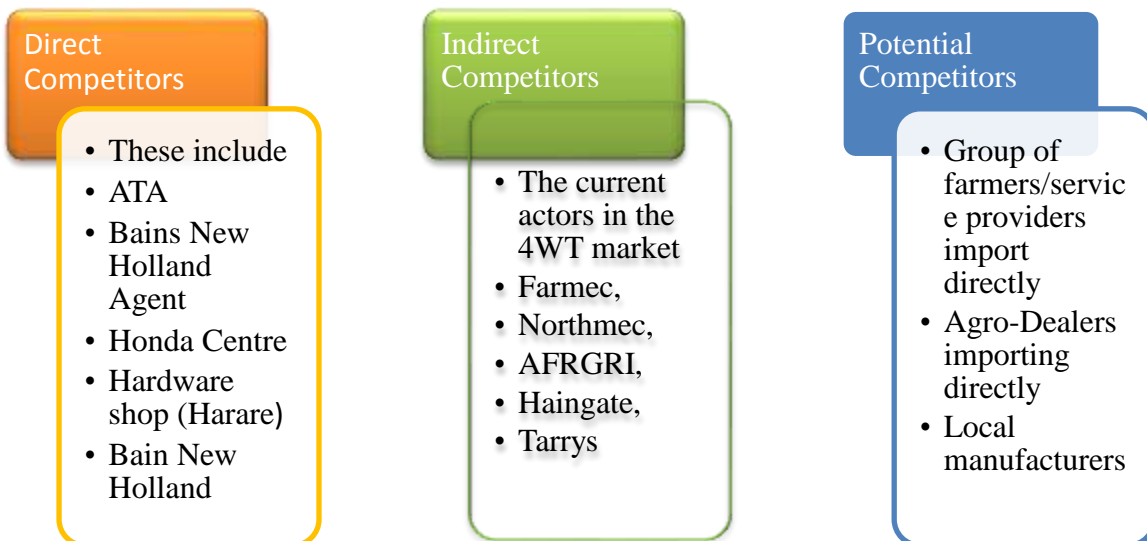 Direct
Competitors
• These include
• ATA
• Bains New
Holland
Agent
• Honda Centre
• Hardware
shop (Harare)
• Bain New
Holland
Indirect
Competitors
• The current
actors in the
4WT market
• Farmec,
• Northmec,
• AFRGRI,
• Haingate,
• Tarrys
Potential
Competitors
• Group of
farmers/servic
e providers
import
directly
• Agro-Dealers
importing
directly
• Local
manufacturers